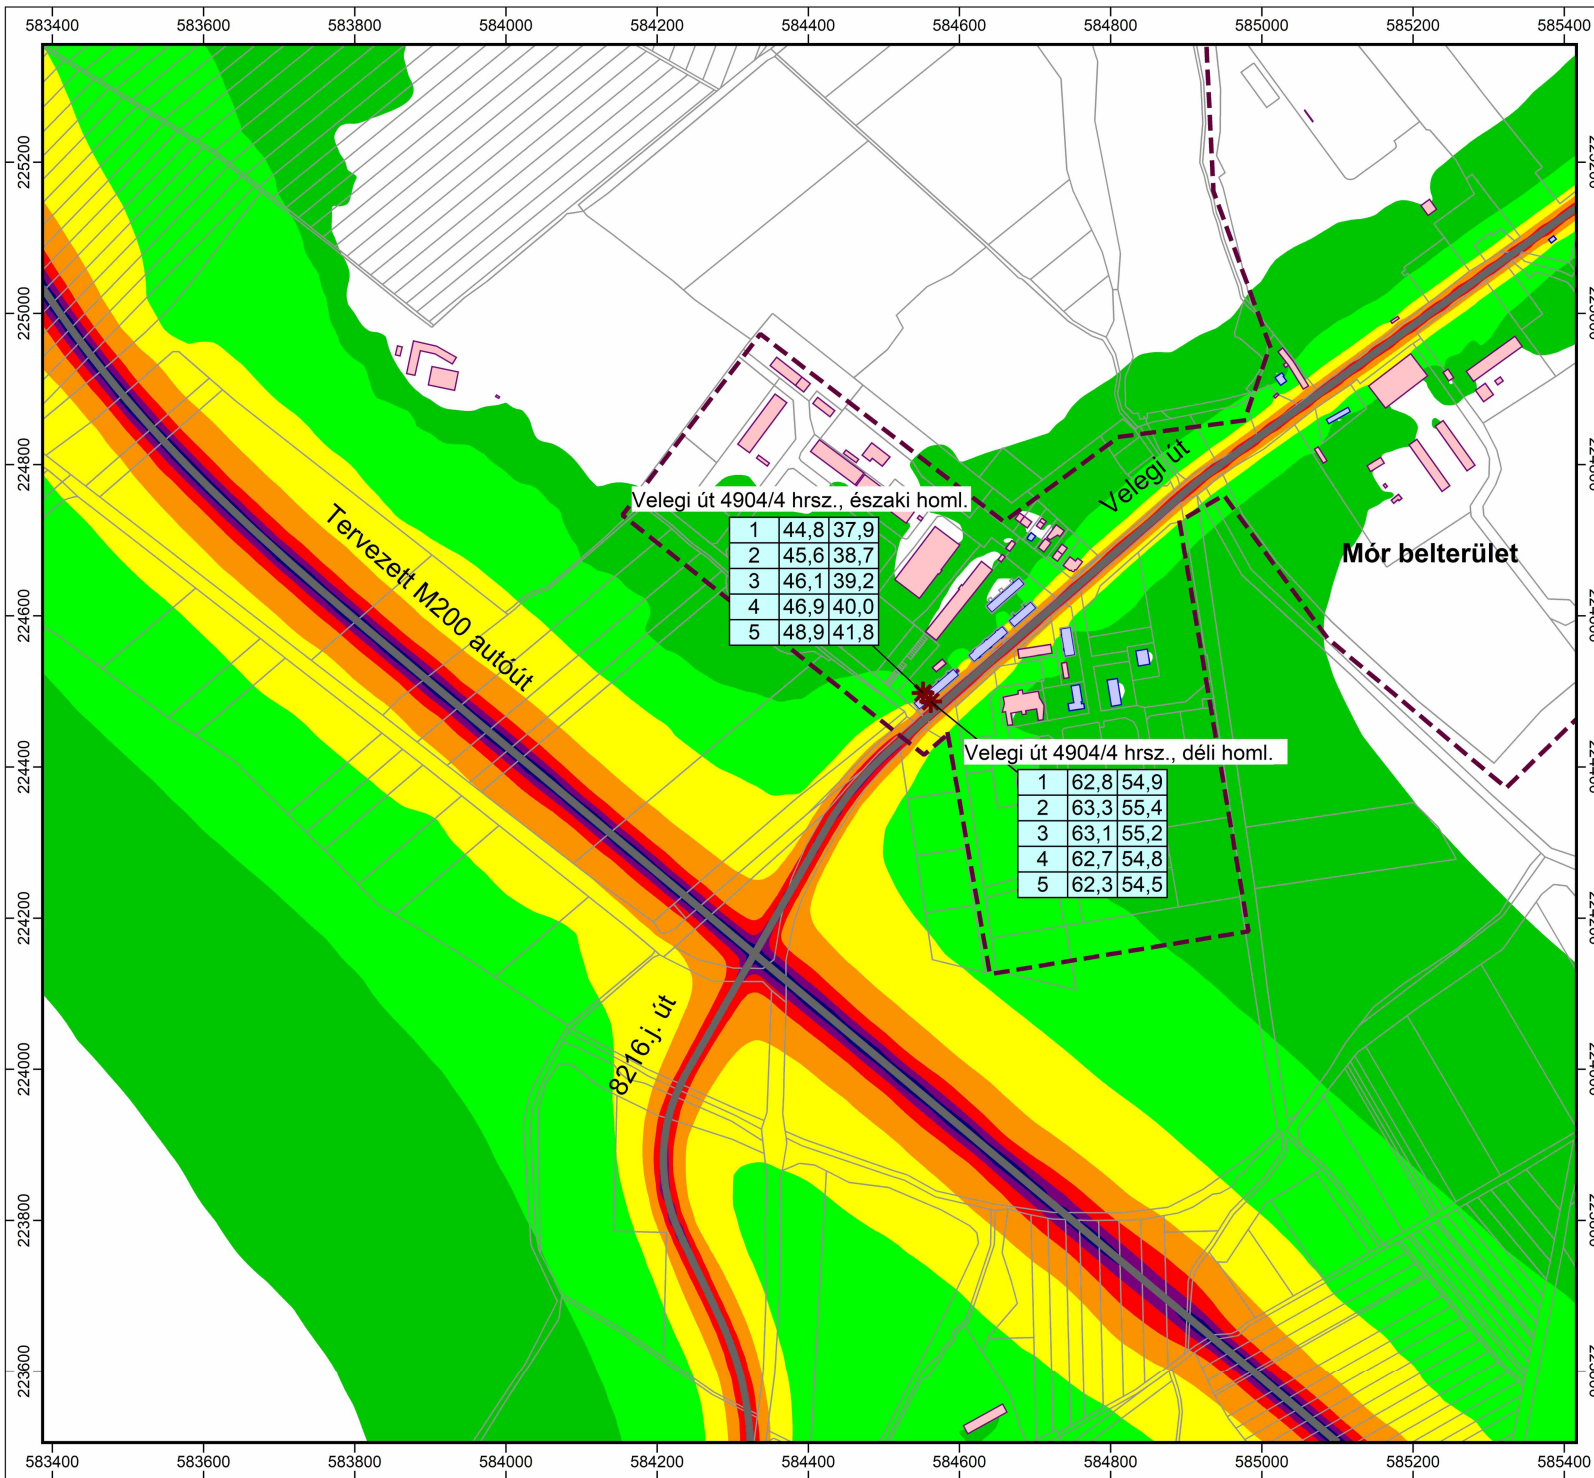 583400 583600 583800 584000 584200 584400 584600 584800 585000 585200 585400
225200
225000
224800
224600
224400
224200
224000
223800
223600
Velegi út
Velegi út 4904/4 hrsz., északi homl.
1 44,8 37,9
2 45,6 38,7
3 46,1 39,2
4 46,9 40,0
5 48,9 41,8
Tervezett M200 autóút
Mór belterület
Velegi út 4904/4 hrsz., déli homl.
1 62,8 54,9
2 63,3 55,4
3 63,1 55,2
4 62,7 54,8
5 62,3 54,5
8216.j. út
583400 583600 583800 584000 584200 584400 584600 584800 585000 585200 585400